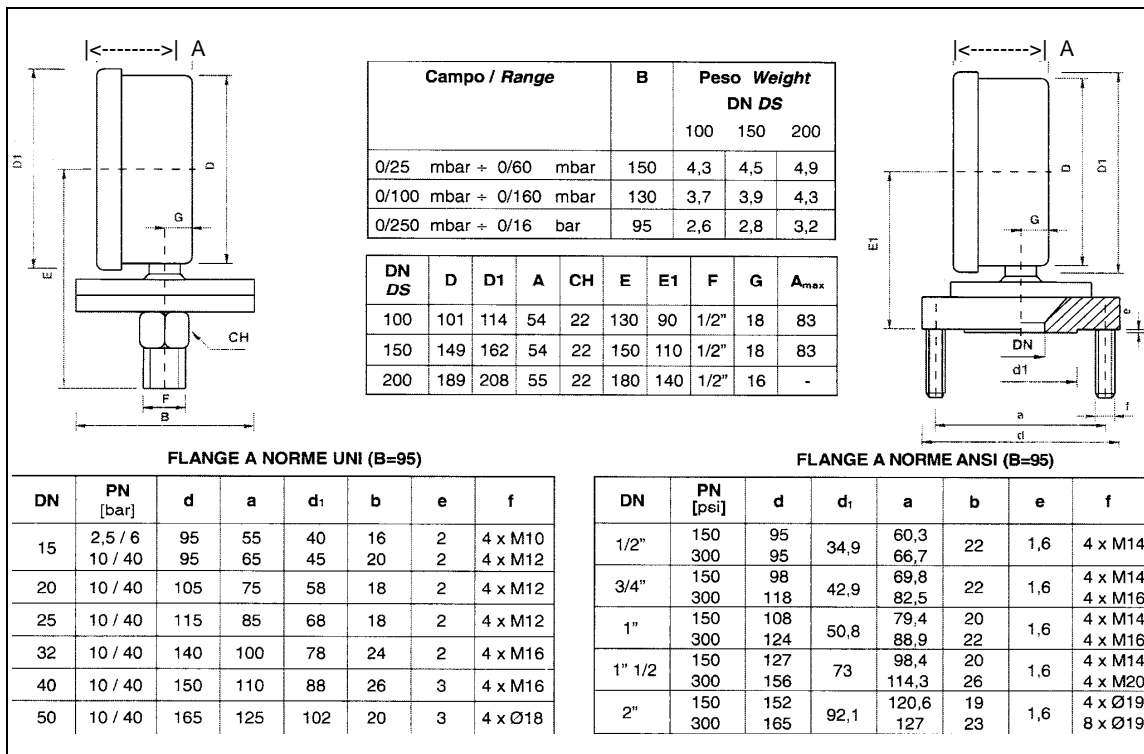 |<-------->| A
D1
D
G
E
CH
F
B
Campo / Range B Peso Weight
DN DS
100 150 200
0/25 mbar ÷ 0/60 mbar 150 4,3 4,5 4,9
0/100 mbar ÷ 0/160 mbar 130 3,7 3,9 4,3
0/250 mbar ÷ 0/16 bar 95 2,6 2,8 3,2
DN DS D D1 A CH E E1 F G Amax
100 101 114 54 22 130 90 1/2" 18 83
150 149 162 54 22 150 110 1/2" 18 83
200 189 208 55 22 180 140 1/2" 16 -
|<-------->| A
D
D1
G
E1
e
DN
d1
f
a
d
FLANGE A NORME UNI (B=95)
DN PN [bar] d a d1 b e f
15 2,5 / 6 95 55 40 16 2 4 x M10
10 / 40 95 65 45 20 2 4 x M12
20 10 / 40 105 75 58 18 2 4 x M12
25 10 / 40 115 85 68 18 2 4 x M12
32 10 / 40 140 100 78 24 2 4 x M16
40 10 / 40 150 110 88 26 3 4 x M16
50 10 / 40 165 125 102 20 3 4 x Ø18
FLANGE A NORME ANSI (B=95)
DN PN [psi] d d1 a b e f
1/2" 150 95 34,9 60,3 22 1,6 4 x M14
300 95 66,7
3/4" 150 98 42,9 69,8 22 1,6 4 x M14
300 118 82,5 4 x M16
1" 150 108 50,8 79,4 20 1,6 4 x M14
300 124 88,9 22 4 x M16
1" 1/2 150 127 73 98,4 20 1,6 4 x M14
300 156 114,3 26 4 x M20
2" 150 152 92,1 120,6 19 1,6 4 x Ø19
300 165 127 23 8 x Ø19